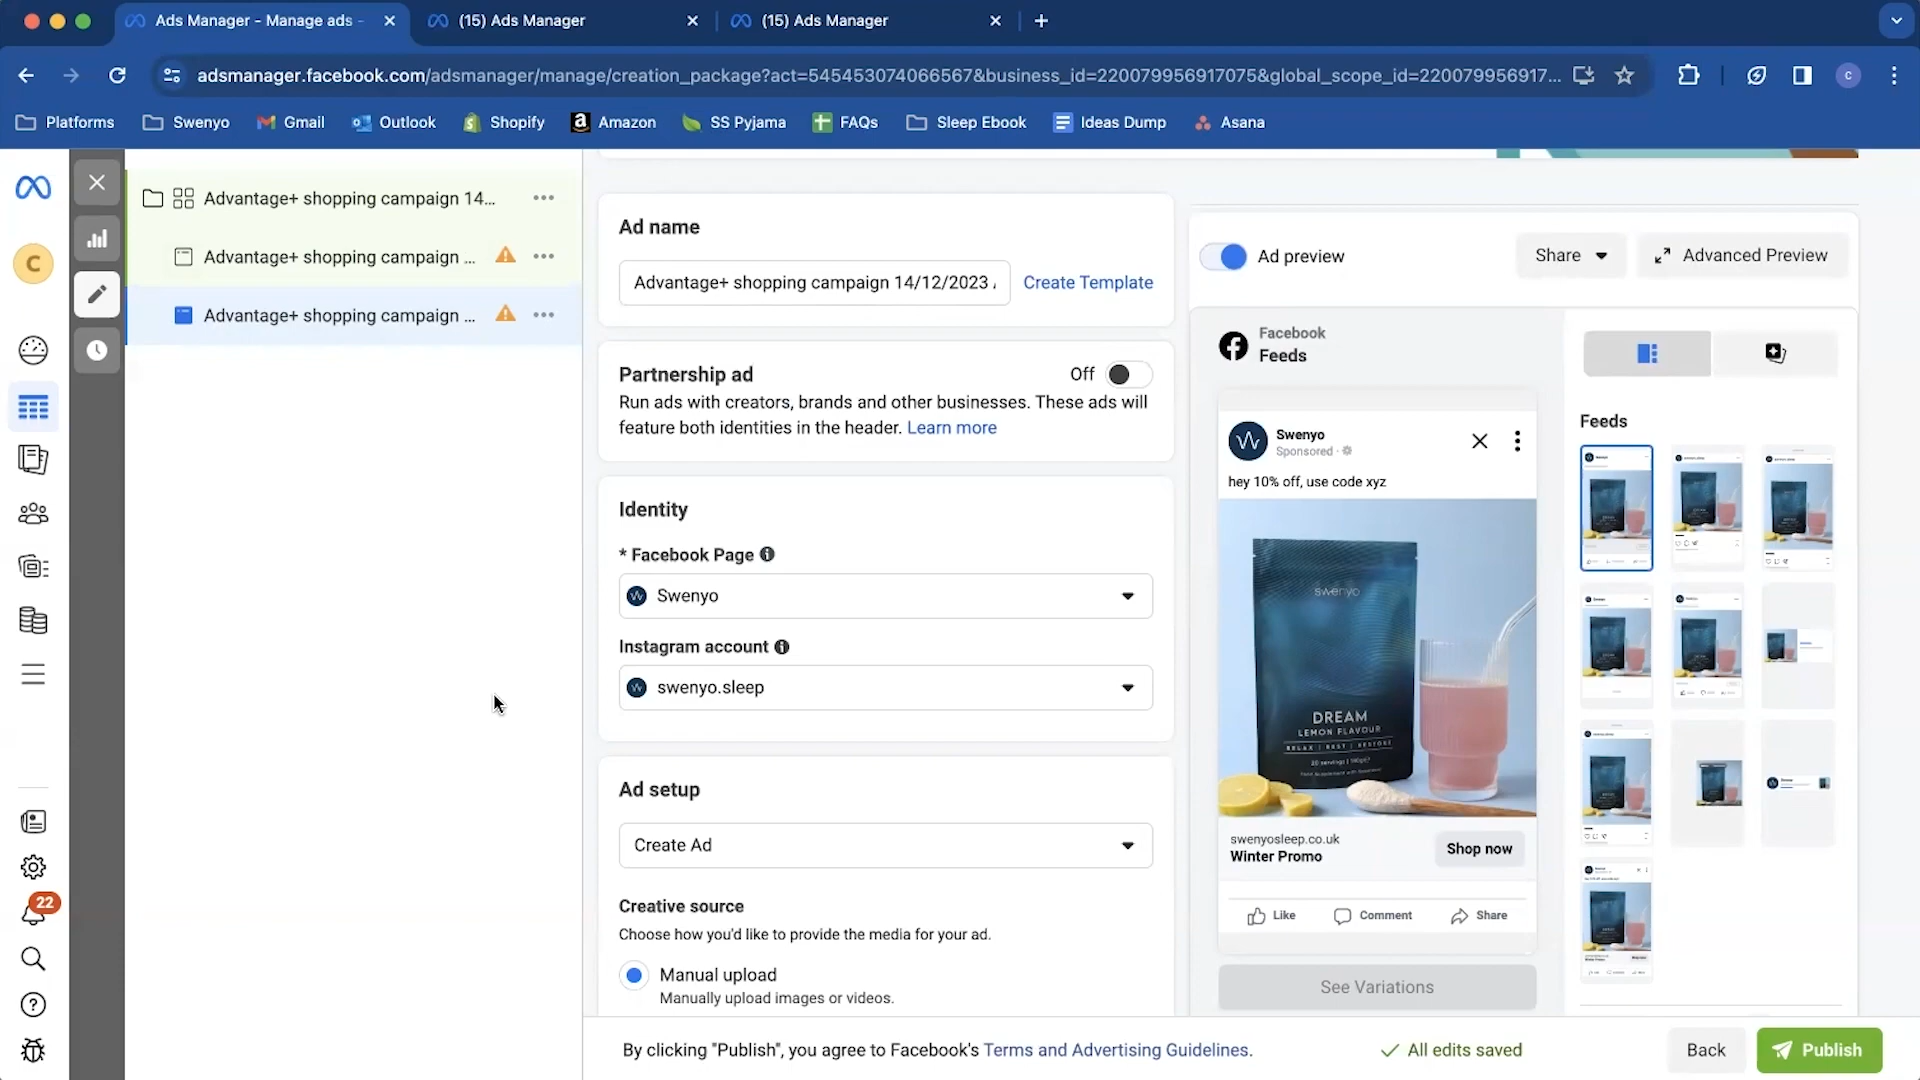 Ads Manager - Manage ads -
(15) Ads Manager
(15) Ads Manager
adsmanager.facebook.com/adsmanager/manage/creation_package?act=545453074066567&business_id=220079956917075&global_scope_id=220079956917...
C
Platforms
Swenyo
Gmail
Outlook
Shopify
Amazon
SS Pyjama
FAQs
Sleep Ebook
Ideas Dump
Asana
C
22
Advantage+ shopping campaign 14...
Advantage+ shopping campaign ...
Advantage+ shopping campaign ...
Ad name
Advantage+ shopping campaign 14/12/2023
Create Template
Partnership ad
Off
Run ads with creators, brands and other businesses. These ads will
feature both identities in the header. Learn more
Identity
* Facebook Page
Swenyo
Instagram account
swenyo.sleep
Ad setup
Create Ad
Creative source
Choose how you'd like to provide the media for your ad.
Manual upload
Manually upload images or videos.
Ad preview
Share
Advanced Preview
Facebook
Feeds
Swenyo
Sponsored ·
hey 10% off, use code xyz
swenyo
DREAM
LEMON FLAVOUR
RELAX | REST | RESTORE
swenyosleep.co.uk
Winter Promo
Shop now
Like
Comment
Share
See Variations
Feeds
By clicking "Publish", you agree to Facebook's Terms and Advertising Guidelines.
All edits saved
Back
Publish